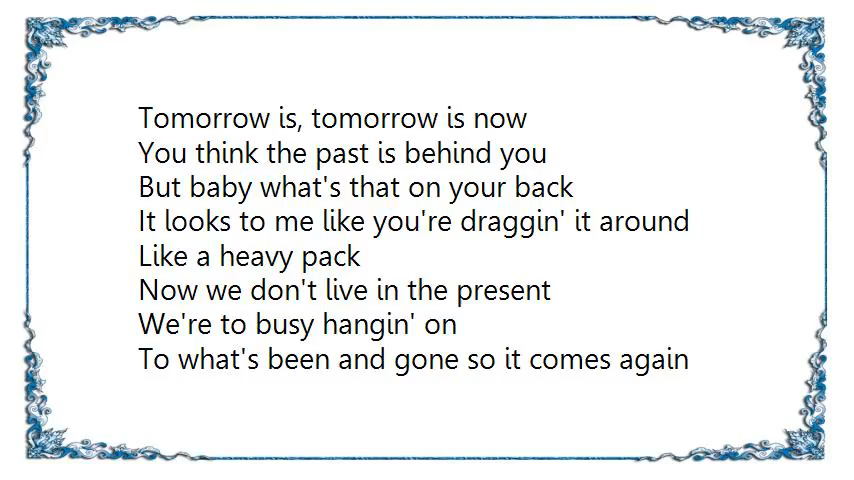 Tomorrow is, tomorrow is now
You think the past is behind you
But baby what's that on your back
It looks to me like you're draggin' it around
Like a heavy pack
Now we don't live in the present
We're to busy hangin' on
To what's been and gone so it comes again